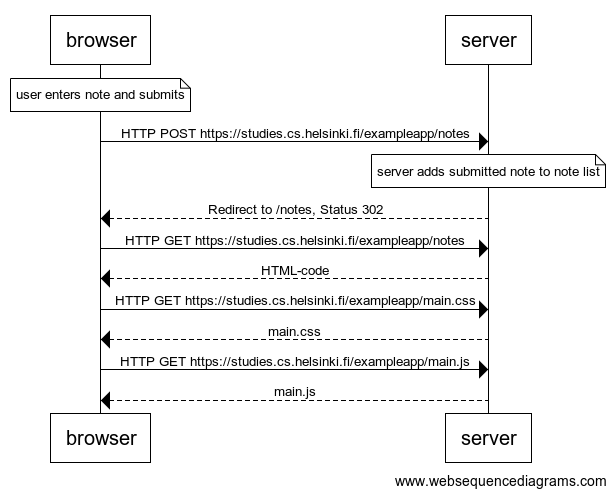 browser
server
user enters note and submits
HTTP POST https://studies.cs.helsinki.fi/exampleapp/notes
server adds submitted note to note list
Redirect to /notes, Status 302
HTTP GET https://studies.cs.helsinki.fi/exampleapp/notes
HTML-code
HTTP GET https://studies.cs.helsinki.fi/exampleapp/main.css
main.css
HTTP GET https://studies.cs.helsinki.fi/exampleapp/main.js
main.js
browser
server
www.websequencediagrams.com